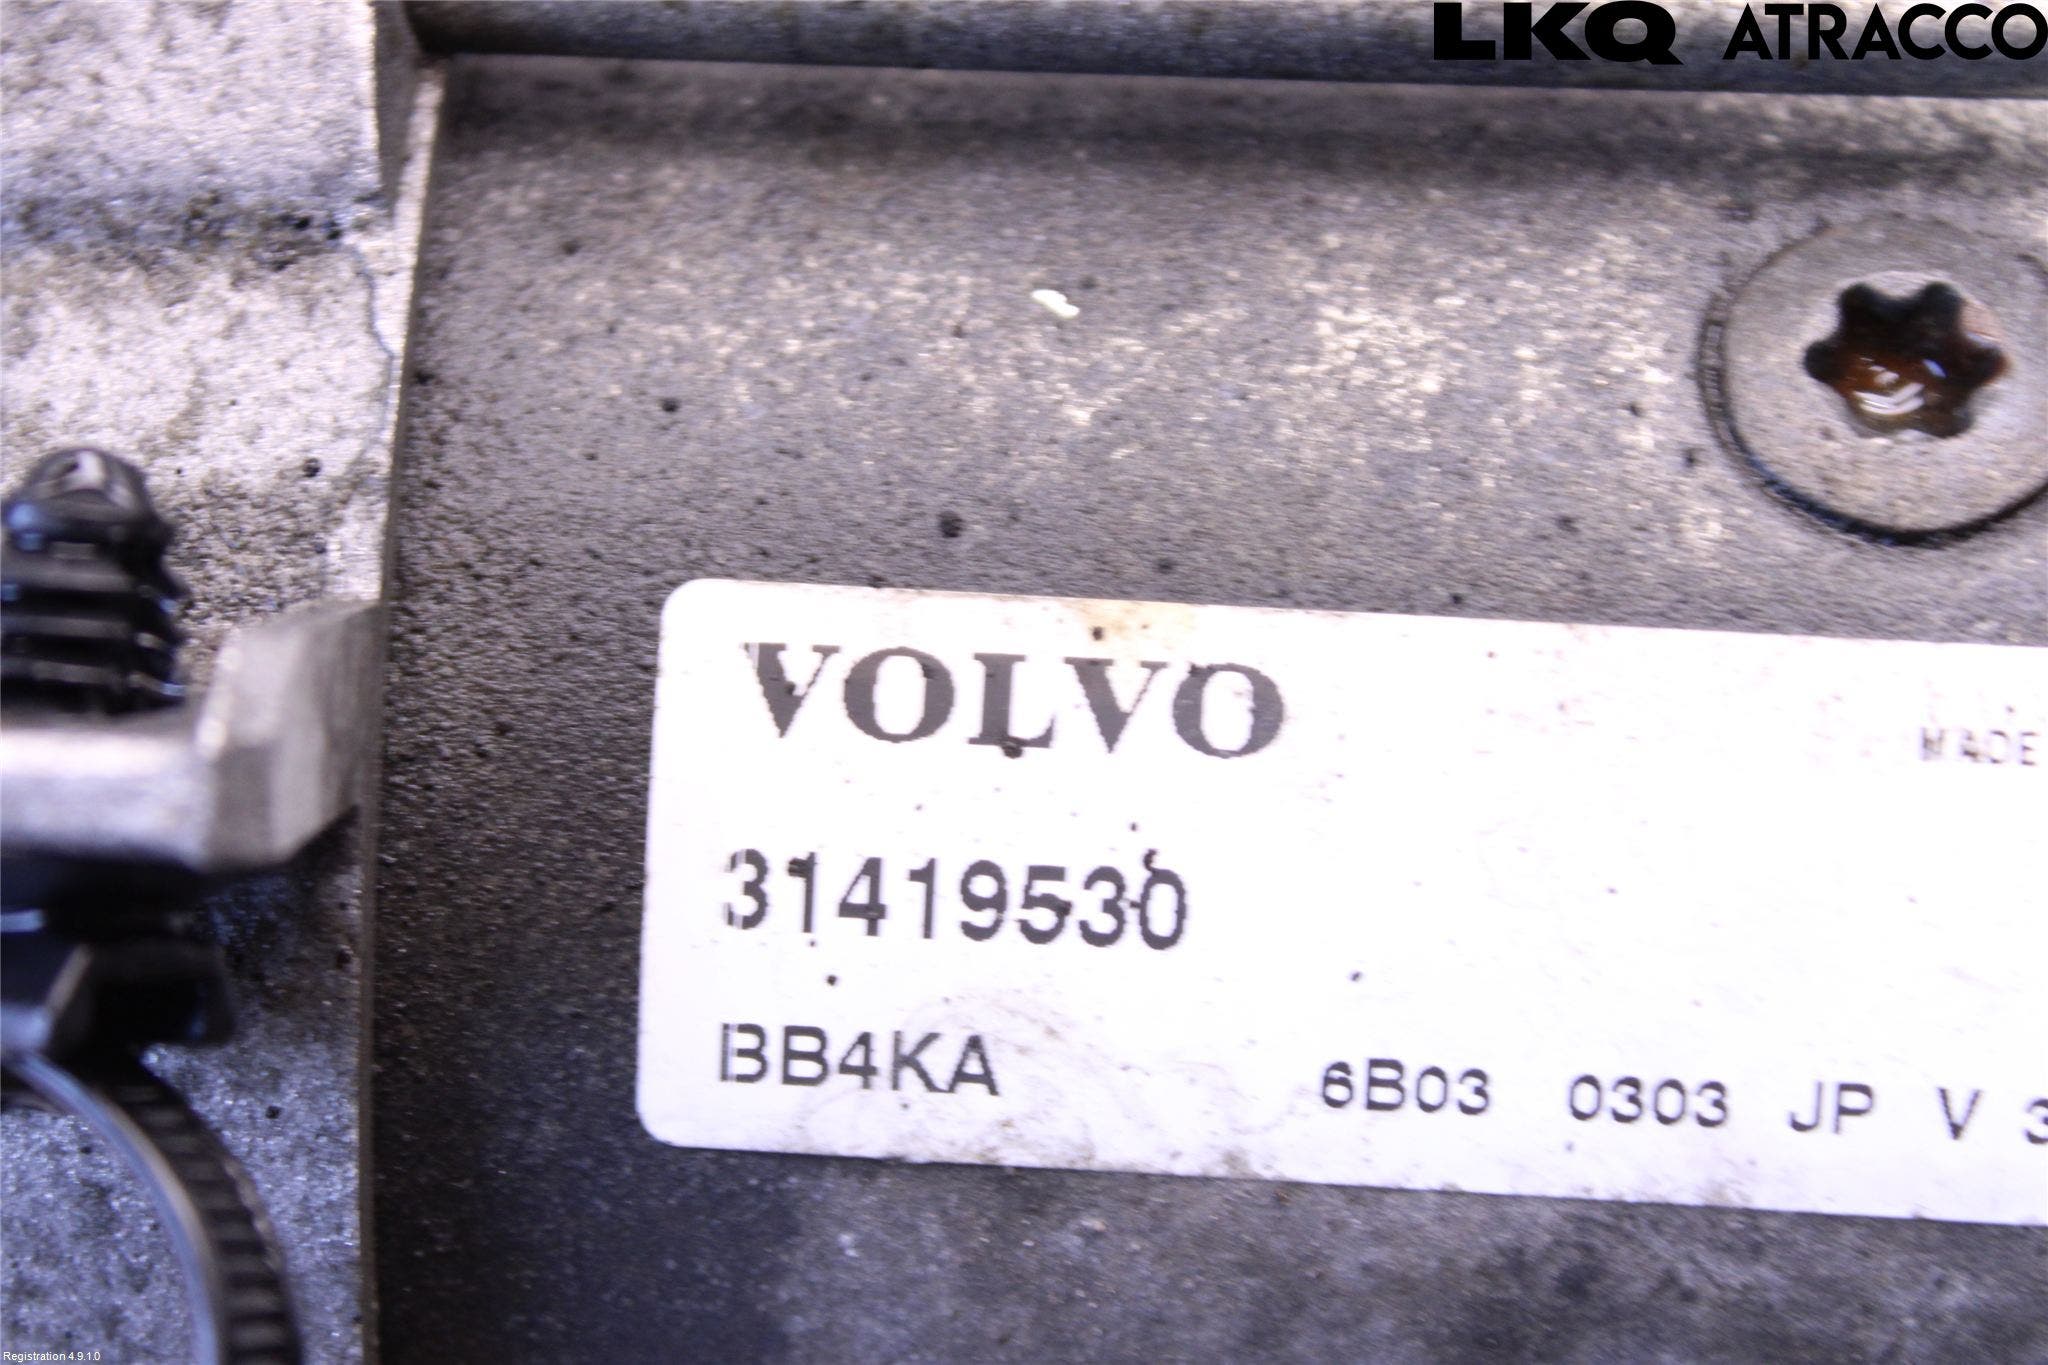 LKQ ATRACCO
VOLVO
MADE
31419530
BB4KA 6B03 0303 JP V 3
Registration 4.9.1.0